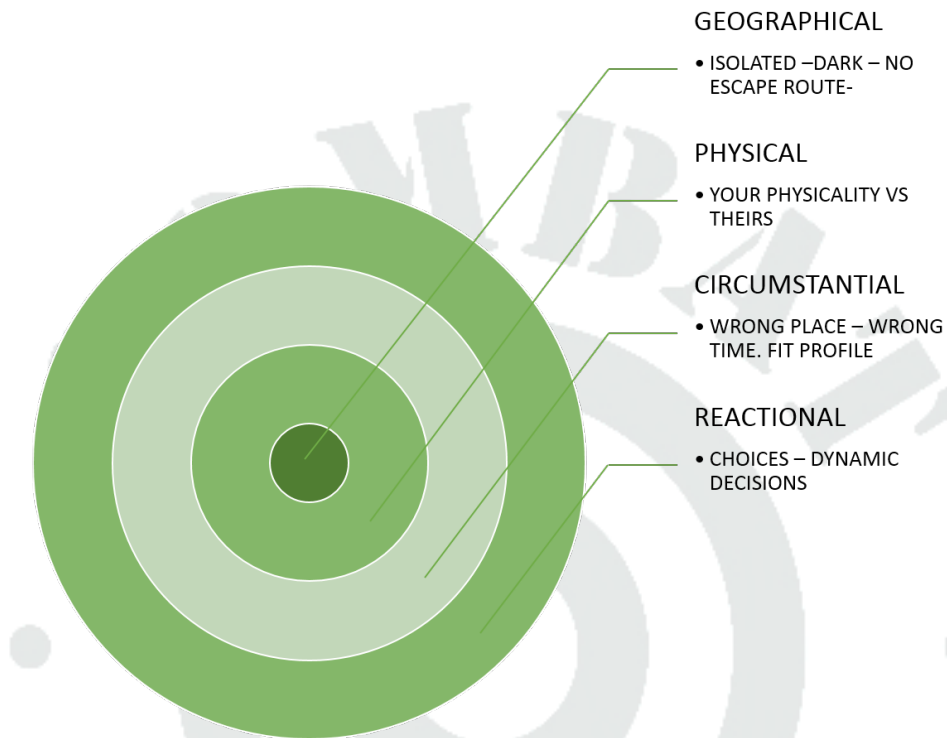 GEOGRAPHICAL
• ISOLATED –DARK – NO
ESCAPE ROUTE-
PHYSICAL
• YOUR PHYSICALITY VS
THEIRS
CIRCUMSTANTIAL
• WRONG PLACE – WRONG
TIME. FIT PROFILE
REACTIONAL
• CHOICES – DYNAMIC
DECISIONS